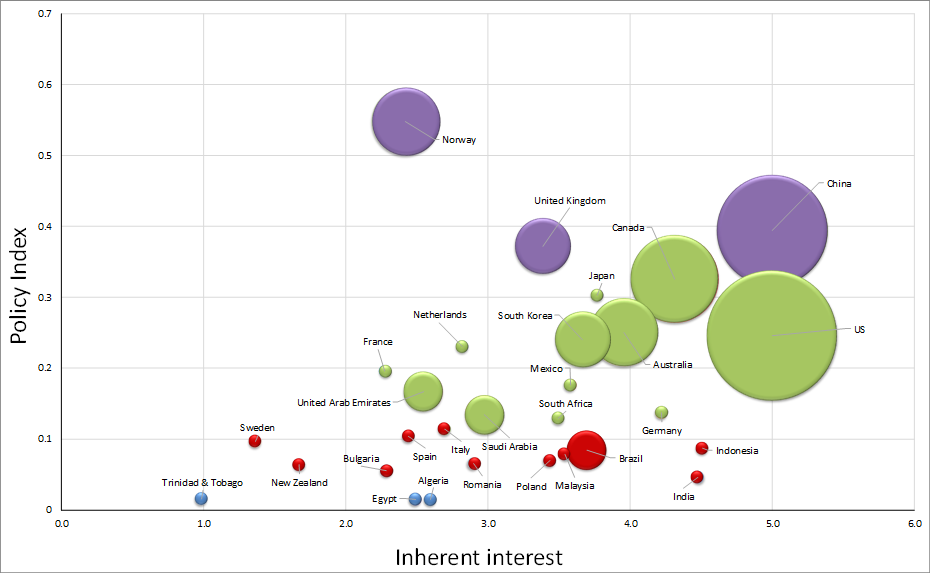 0.7
0.6
0.5
0.4
0.3
0.2
0.1
0
Policy Index
Norway
China
United Kingdom
Canada
Japan
South Korea
Netherlands
US
France
Mexico
Australia
United Arab Emirates
South Africa
Sweden
Germany
Saudi Arabia
Italy
Spain
Indonesia
Bulgaria
Brazil
Trinidad & Tobago
New Zealand
Algeria
Romania
Poland
Malaysia
Egypt
India
0.0
1.0
2.0
3.0
4.0
5.0
6.0
Inherent interest